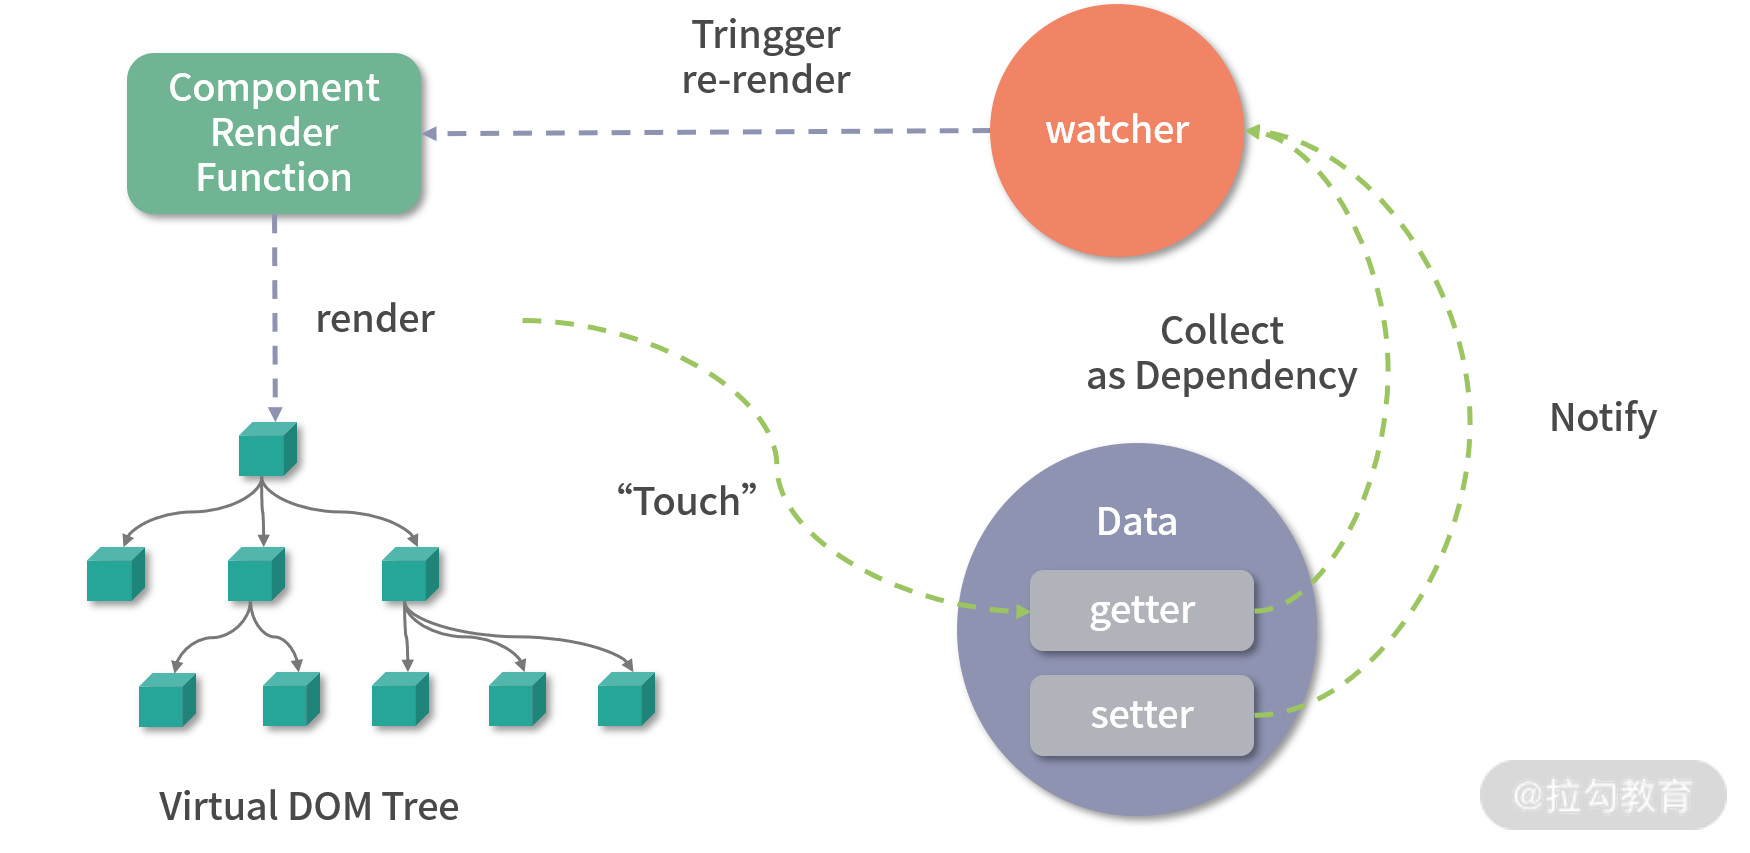 Tringger
re-render
Component
Render
Function
watcher
render
Collect
as Dependency
Notify
“Touch”
Data
getter
setter
Virtual DOM Tree
@拉勾教育